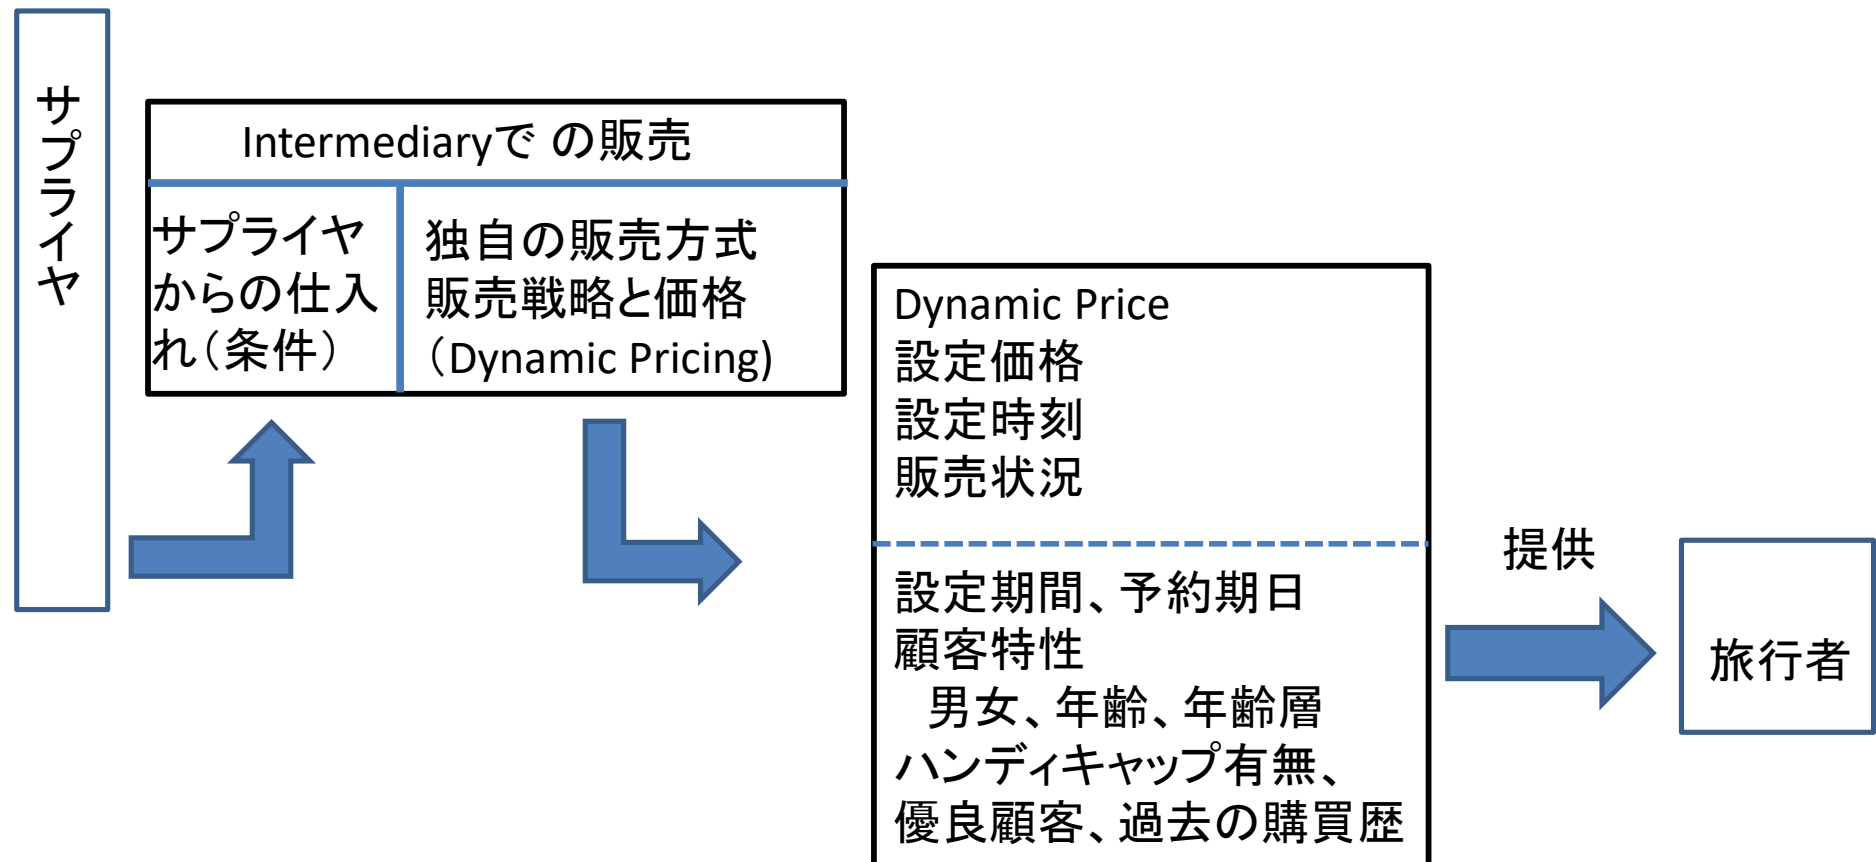 サプライヤ
Intermediaryで の販売
サプライヤ
からの仕入
れ（条件）
独自の販売方式
販売戦略と価格
（Dynamic Pricing)
Dynamic Price
設定価格
設定時刻
販売状況
設定期間、予約期日
顧客特性
男女、年齢、年齢層
ハンディキャップ有無、
優良顧客、過去の購買歴
提供
旅行者